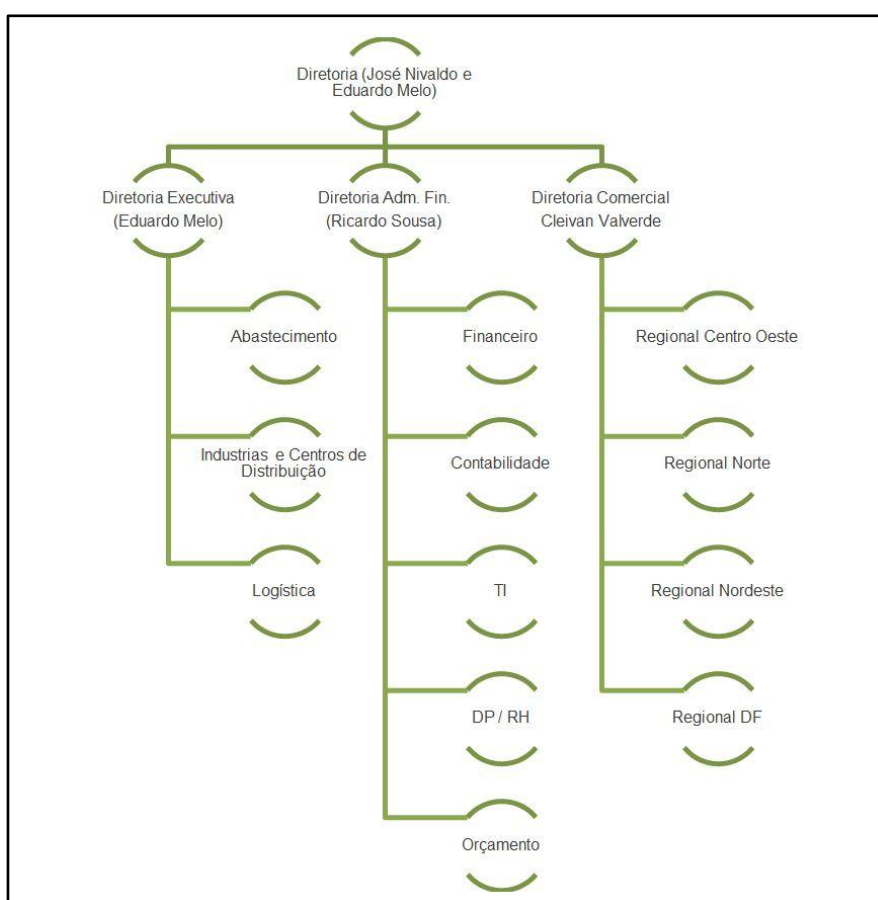 Diretoria (José Nivaldo e
Eduardo Melo)
Diretoria Executiva
(Eduardo Melo)
Diretoria Adm. Fin.
(Ricardo Sousa)
Diretoria Comercial
Cleivan Valverde
Abastecimento
Industrias e Centros de
Distribuição
Logística
Financeiro
Contabilidade
TI
DP / RH
Orçamento
Regional Centro Oeste
Regional Norte
Regional Nordeste
Regional DF